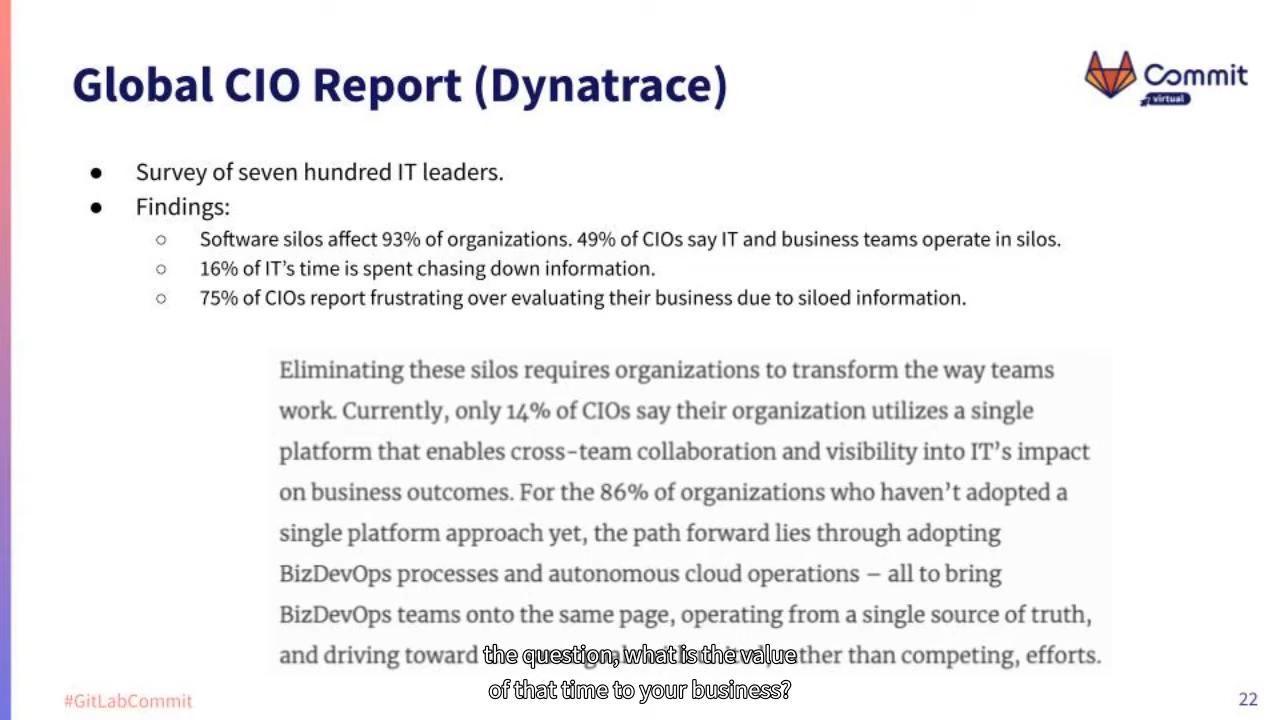 Global CIO Report (Dynatrace)
Commit
virtual
● Survey of seven hundred IT leaders.
● Findings:
○ Software silos affect 93% of organizations. 49% of CIOs say IT and business teams operate in silos.
○ 16% of IT's time is spent chasing down information.
○ 75% of CIOs report frustrating over evaluating their business due to siloed information.
Eliminating these silos requires organizations to transform the way teams
work. Currently, only 14% of CIOs say their organization utilizes a single
platform that enables cross-team collaboration and visibility into IT's impact
on business outcomes. For the 86% of organizations who haven't adopted a
single platform approach yet, the path forward lies through adopting
BizDevOps processes and autonomous cloud operations – all to bring
BizDevOps teams onto the same page, operating from a single source of truth,
and driving toward than competing, efforts.
the question, what is the value
of that time to your business?
#GitLabCommit
22